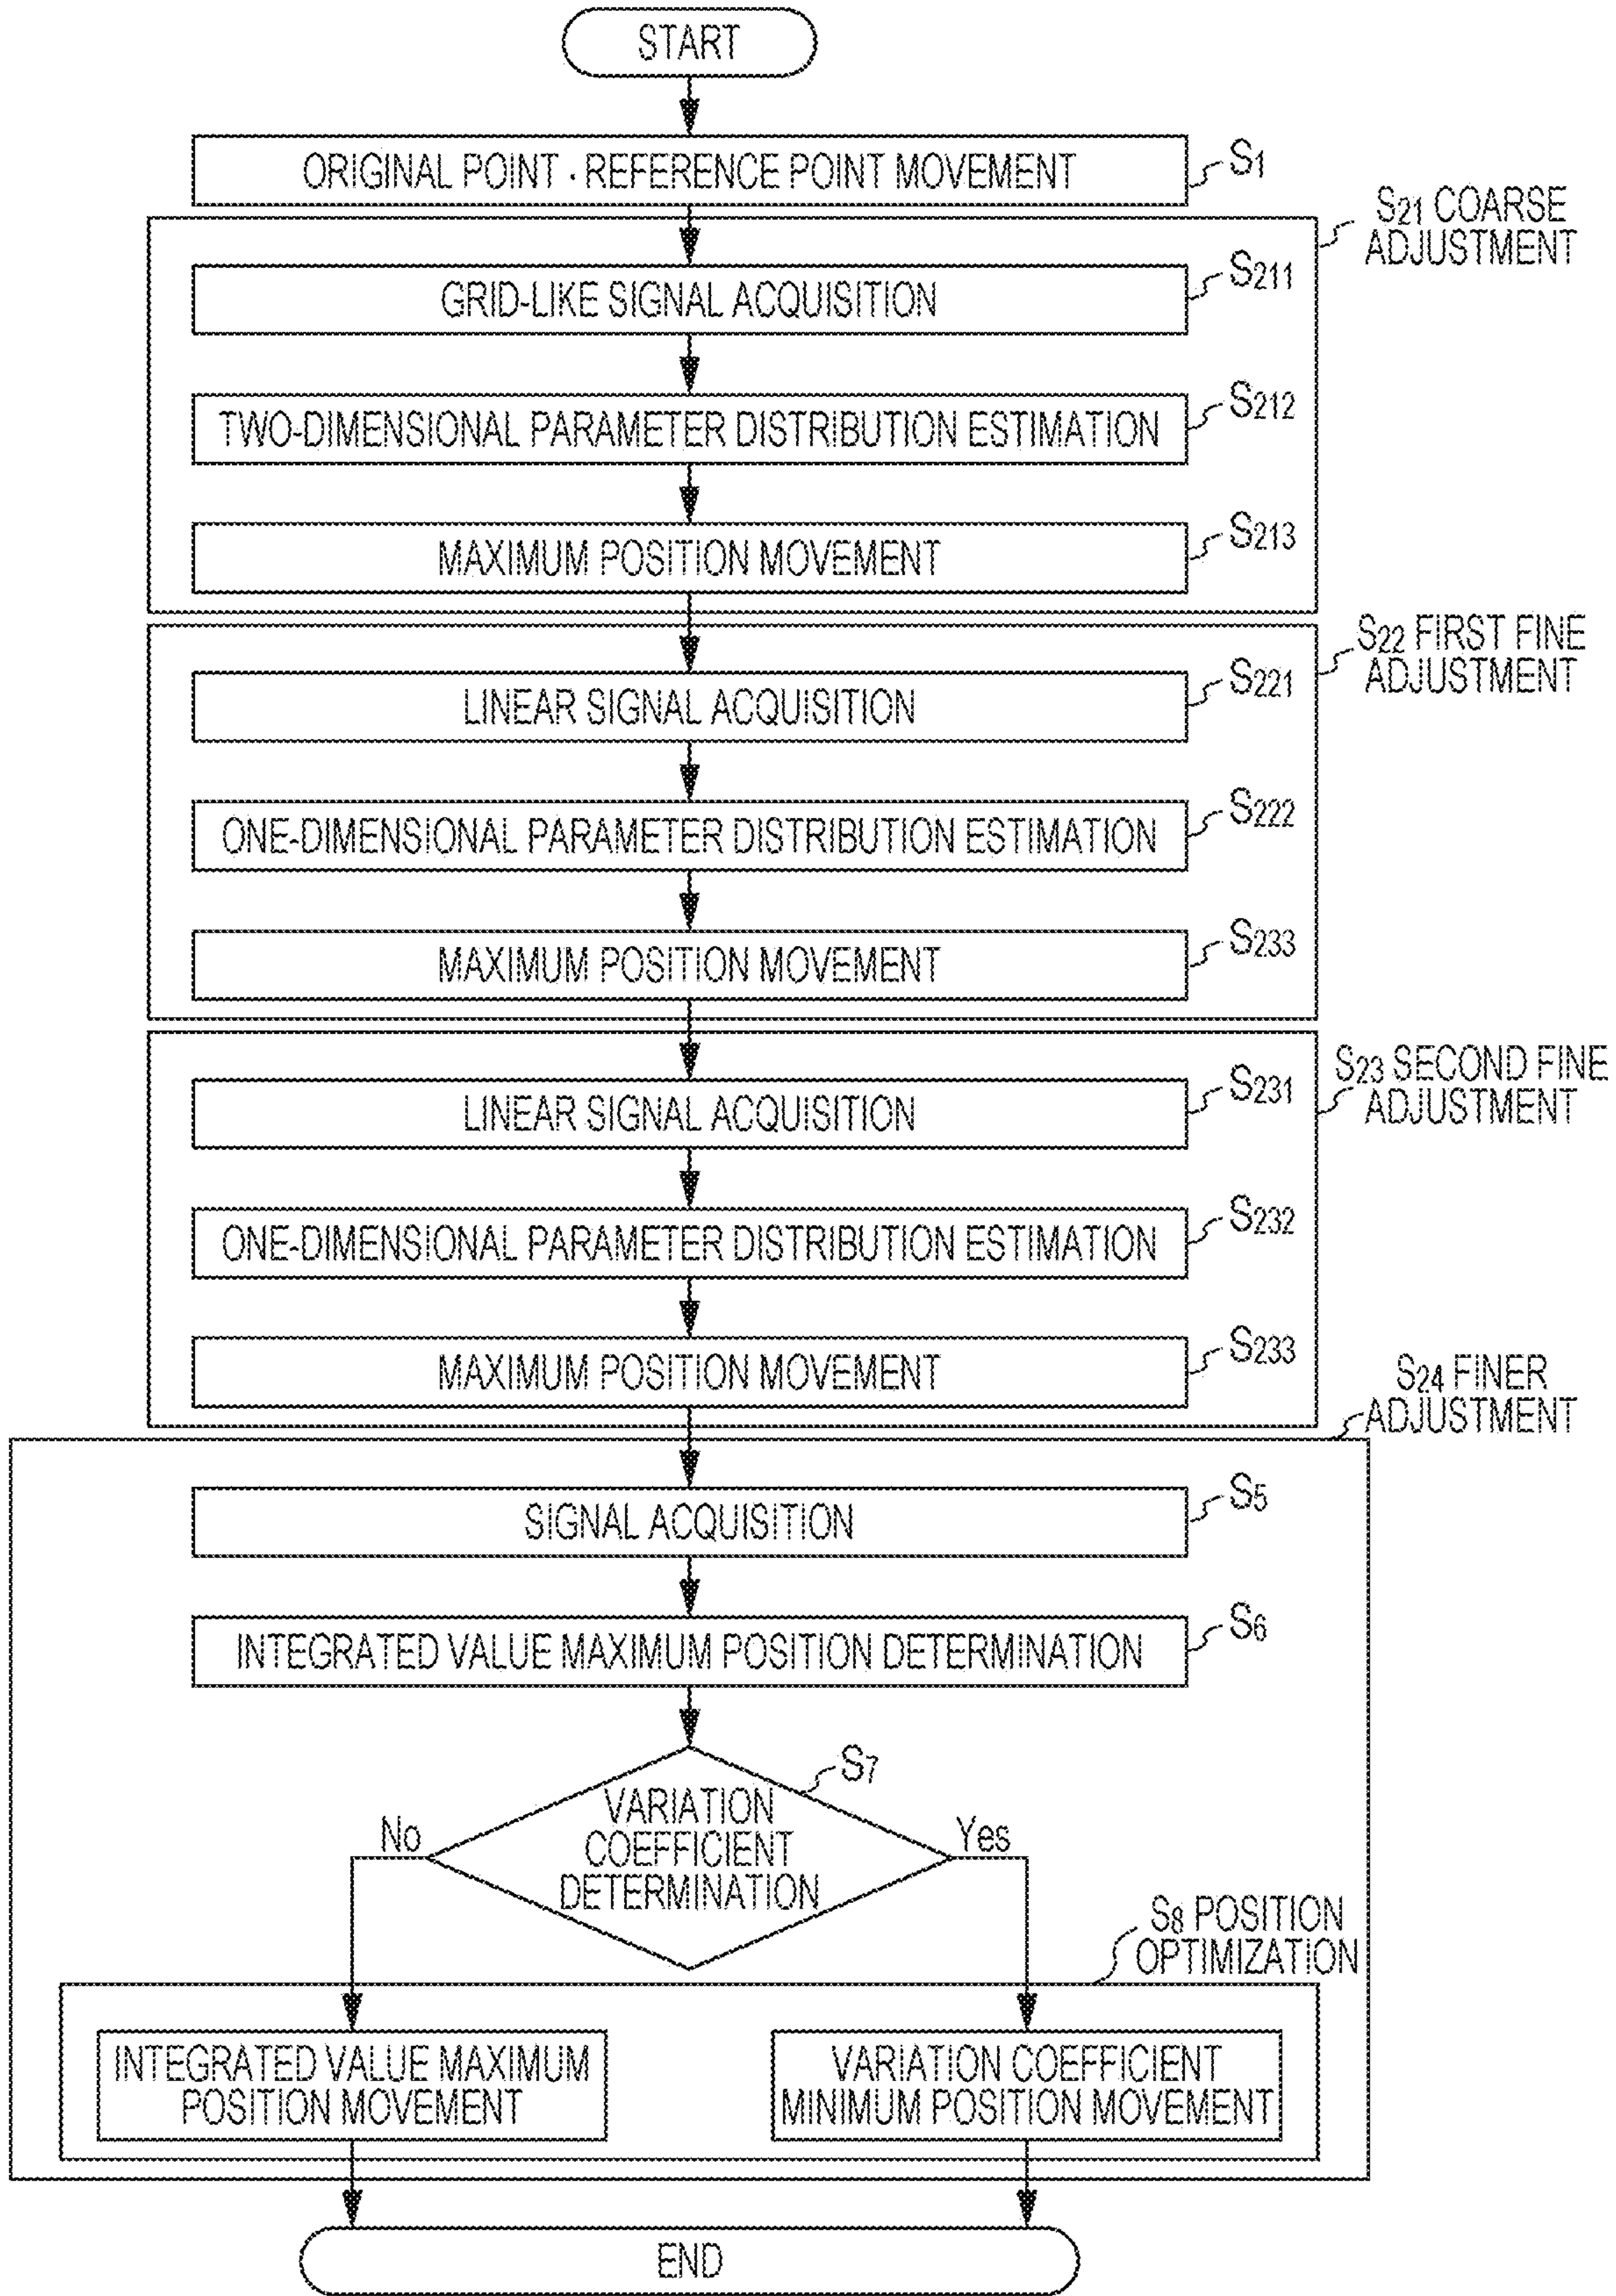 START
ORIGINAL POINT · REFERENCE POINT MOVEMENT
S1
S21 COARSE
ADJUSTMENT
GRID-LIKE SIGNAL ACQUISITION
S211
TWO-DIMENSIONAL PARAMETER DISTRIBUTION ESTIMATION
S212
MAXIMUM POSITION MOVEMENT
S213
S22 FIRST FINE
ADJUSTMENT
LINEAR SIGNAL ACQUISITION
S221
ONE-DIMENSIONAL PARAMETER DISTRIBUTION ESTIMATION
S222
MAXIMUM POSITION MOVEMENT
S233
S23 SECOND FINE
ADJUSTMENT
LINEAR SIGNAL ACQUISITION
S231
ONE-DIMENSIONAL PARAMETER DISTRIBUTION ESTIMATION
S232
MAXIMUM POSITION MOVEMENT
S233
S24 FINER
ADJUSTMENT
SIGNAL ACQUISITION
S5
INTEGRATED VALUE MAXIMUM POSITION DETERMINATION
S6
S7
VARIATION
COEFFICIENT
DETERMINATION
No
Yes
S8 POSITION
OPTIMIZATION
INTEGRATED VALUE MAXIMUM
POSITION MOVEMENT
VARIATION COEFFICIENT
MINIMUM POSITION MOVEMENT
END